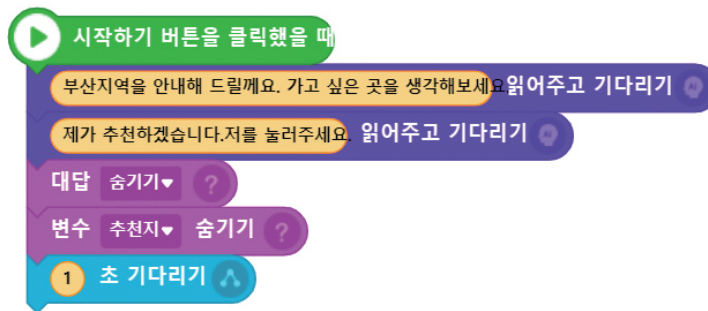 시작하기 버튼을 클릭했을 때
부산지역을 안내해 드릴께요. 가고 싶은 곳을 생각해보세요 읽어주고 기다리기
제가 추천하겠습니다.저를 눌러주세요. 읽어주고 기다리기
대답 숨기기▼ ?
변수 추천지▼ 숨기기 ?
1 초 기다리기